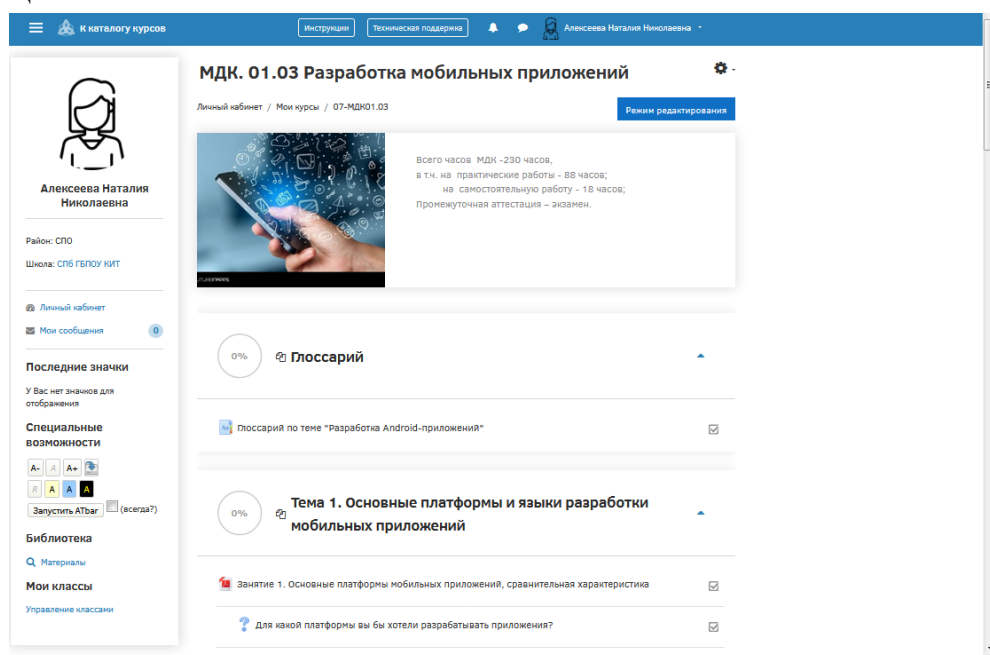 К каталогу курсов
Инструкции
Техническая поддержка
Алексеева Наталия Николаевна
Алексеева Наталия
Николаевна
Район: СПО
Школа: СПб ГБПОУ КИТ
Личный кабинет
Мои сообщения 0
Последние значки
У Вас нет значков для
отображения
Специальные
возможности
A- A A+
R A A A
Запустить ATbar (всегда?)
Библиотека
Материалы
Мои классы
Управление классами
МДК. 01.03 Разработка мобильных приложений
Личный кабинет / Мои курсы / 07-МДК01.03
Режим редактирования
Всего часов МДК -230 часов,
в т.ч. на практические работы - 88 часов;
на самостоятельную работу - 18 часов;
Промежуточная аттестация – экзамен.
0% Глоссарий
Глоссарий по теме "Разработка Android-приложений"
0%
Тема 1. Основные платформы и языки разработки
мобильных приложений
Занятие 1. Основные платформы мобильных приложений, сравнительная характеристика
Для какой платформы вы бы хотели разрабатывать приложения?